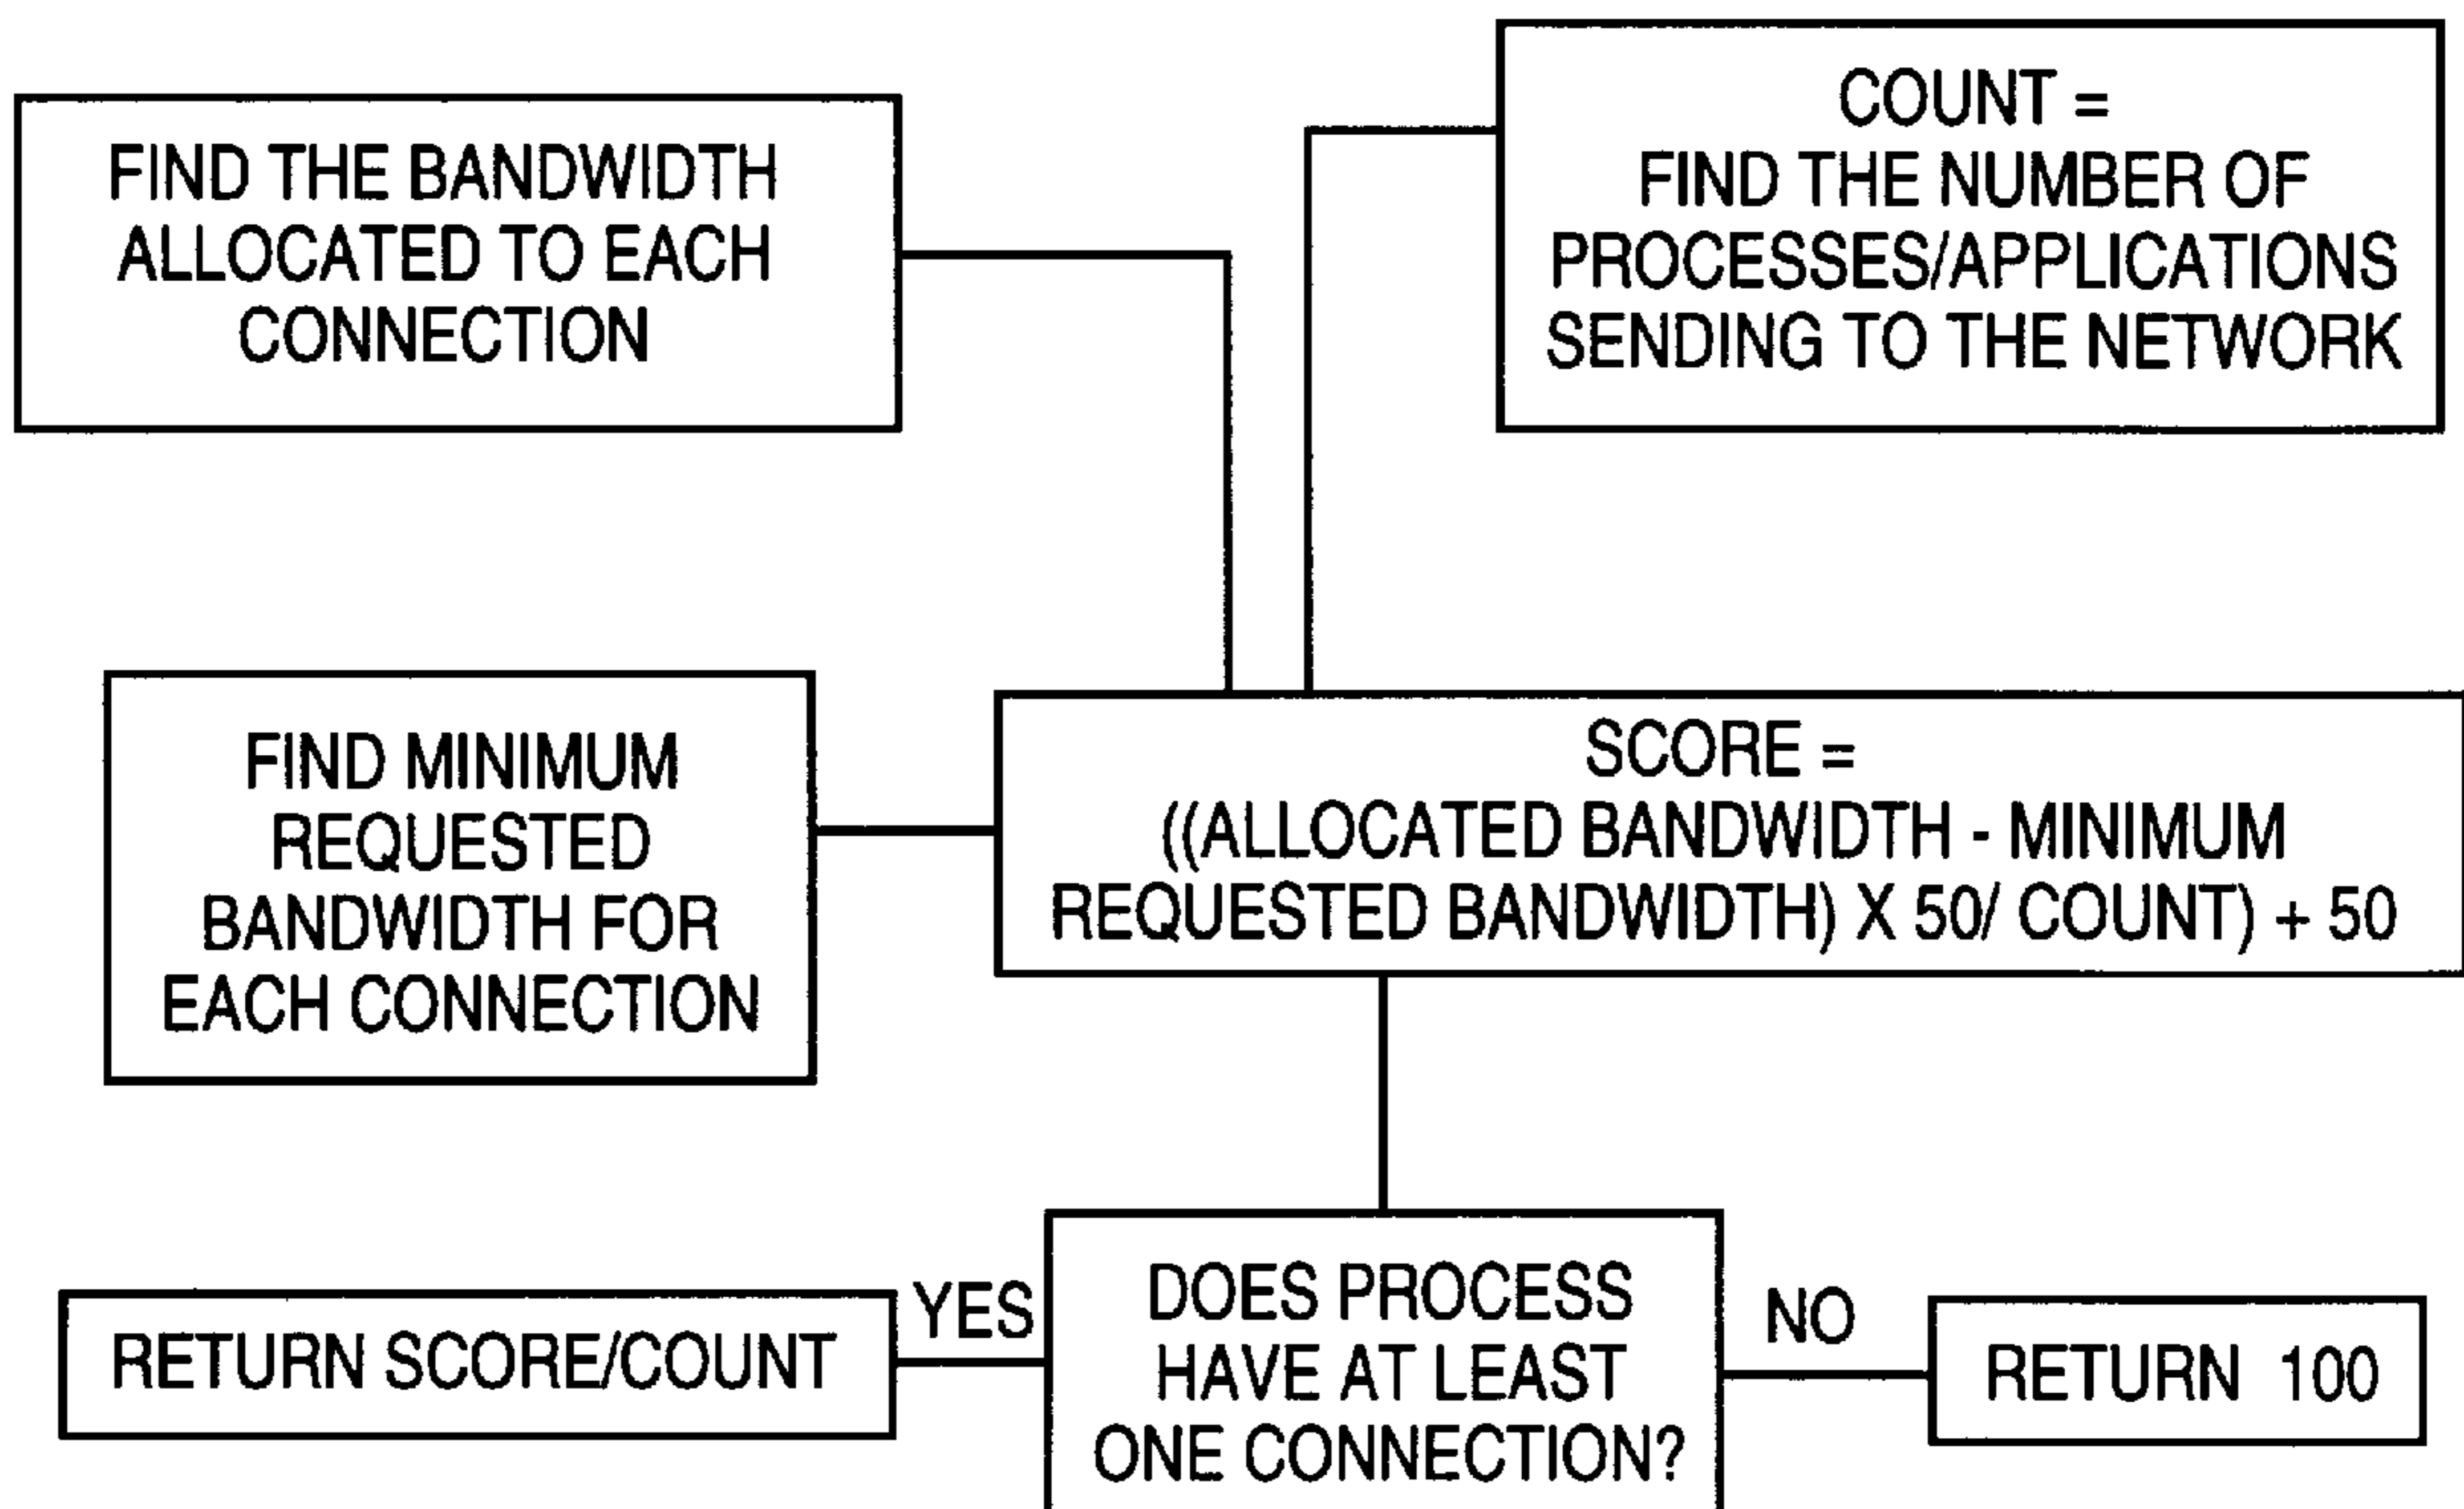 FIND THE BANDWIDTH
ALLOCATED TO EACH
CONNECTION
COUNT =
FIND THE NUMBER OF
PROCESSES/APPLICATIONS
SENDING TO THE NETWORK
FIND MINIMUM
REQUESTED
BANDWIDTH FOR
EACH CONNECTION
SCORE =
((ALLOCATED BANDWIDTH - MINIMUM
REQUESTED BANDWIDTH) X 50/ COUNT) + 50
RETURN SCORE/COUNT
YES
DOES PROCESS
HAVE AT LEAST
ONE CONNECTION?
NO
RETURN 100